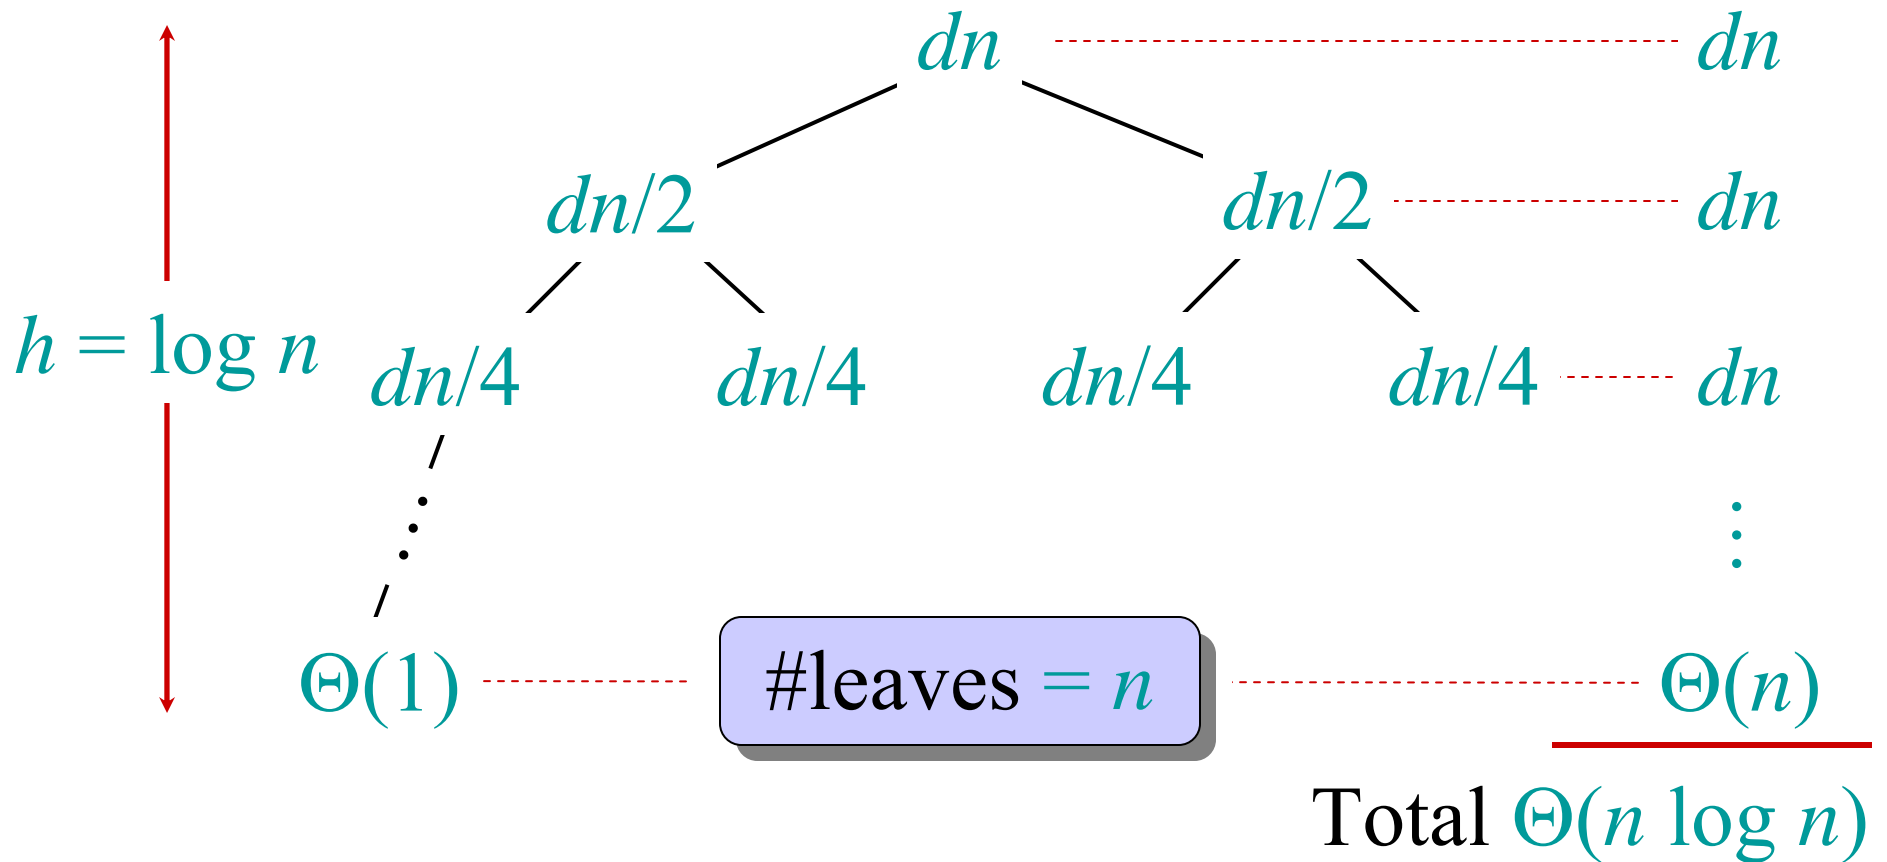 dn dn
dn/2 dn/2 dn
h = log n
dn/4 dn/4 dn/4 dn/4 dn
Θ(1) #leaves = n Θ(n)
Total Θ(n log n)